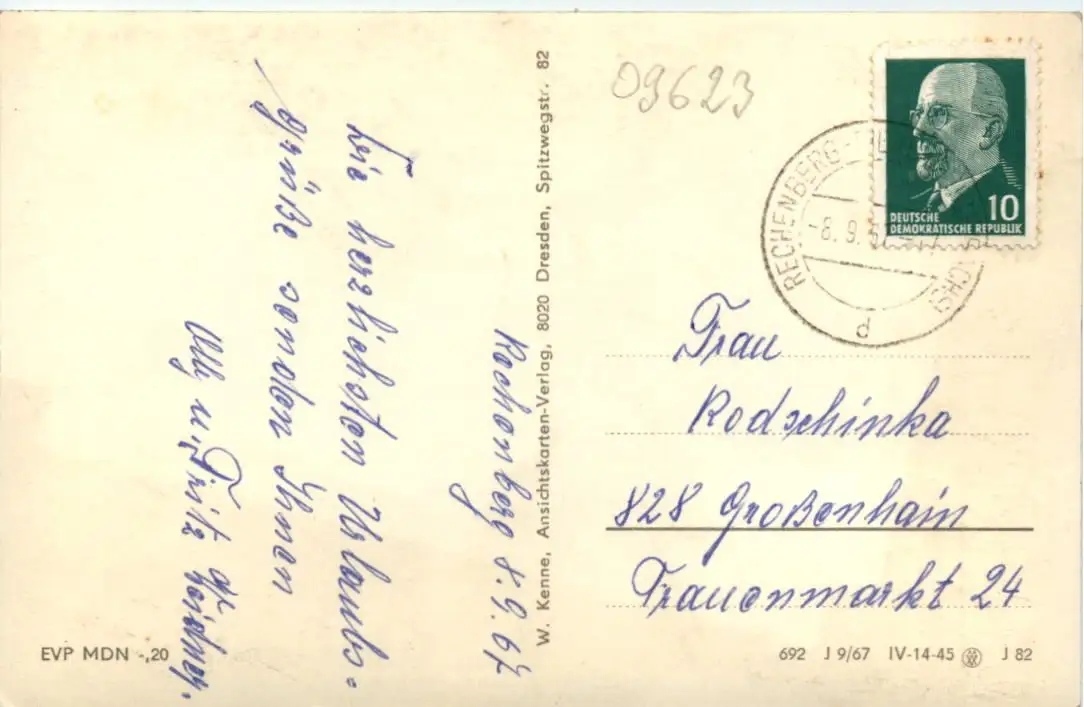 Rechenberg 8.9.67
Die herzlichsten Urlaubs=
grüße senden Ihnen
u. Fritz
W. Kenne, Ansichtskarten-Verlag, 8020 Dresden, Spitzwegstr. 82
09623
DEUTSCHE
DEMOKRATISCHE REPUBLIK
10
RECHENBERG-
-8.9.
d
Frau
Rodschinka
828 Großenhain
Frauenmarkt 24
EVP MDN -,20
692 J 9/67 IV-14-45 J 82